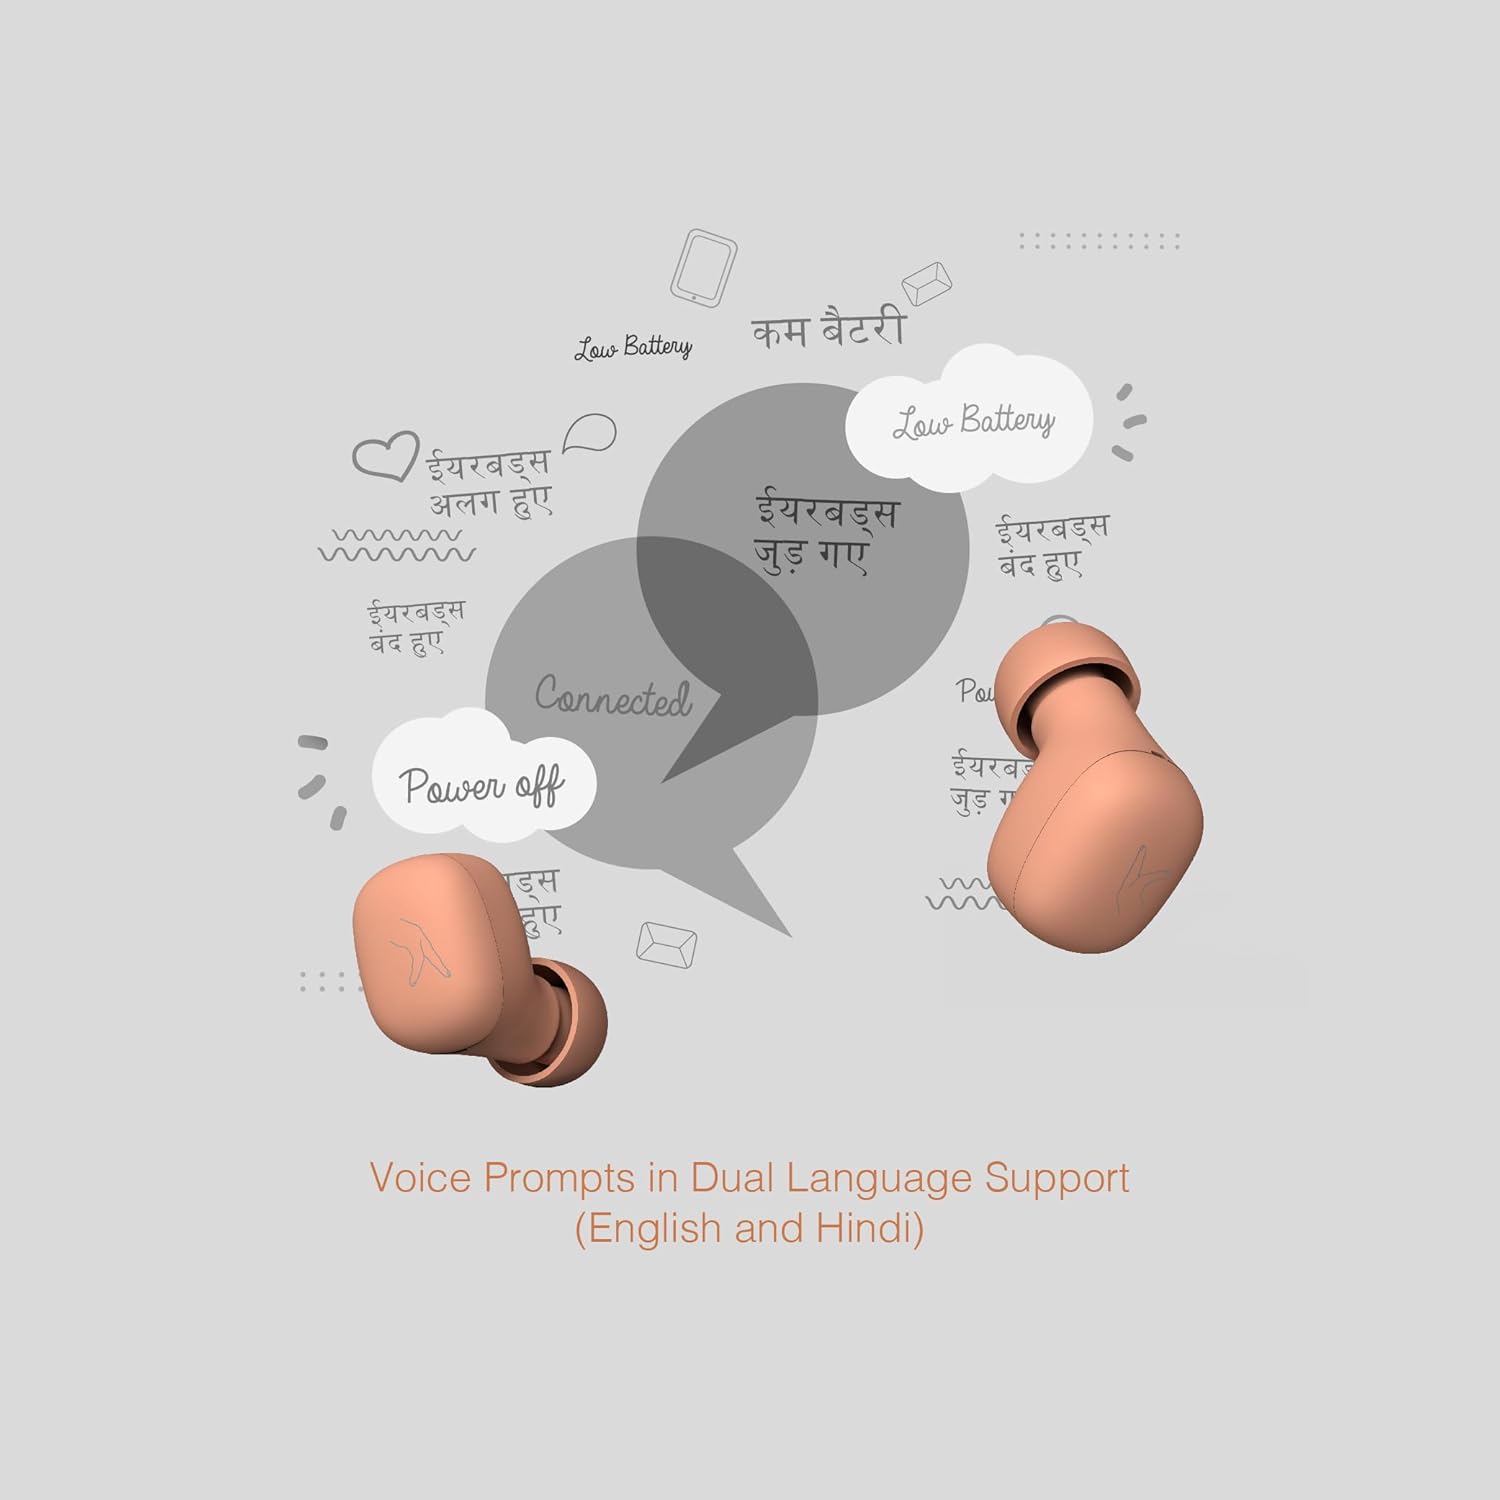 Low Battery
कम बैटरी
Low Battery
ईयरबड्स
अलग हुए
ईयरबड्स
जुड़ गए
ईयरबड्स
बंद हुए
ईयरबड्स
बंद हुए
Connected
Power off
Voice Prompts in Dual Language Support
(English and Hindi)